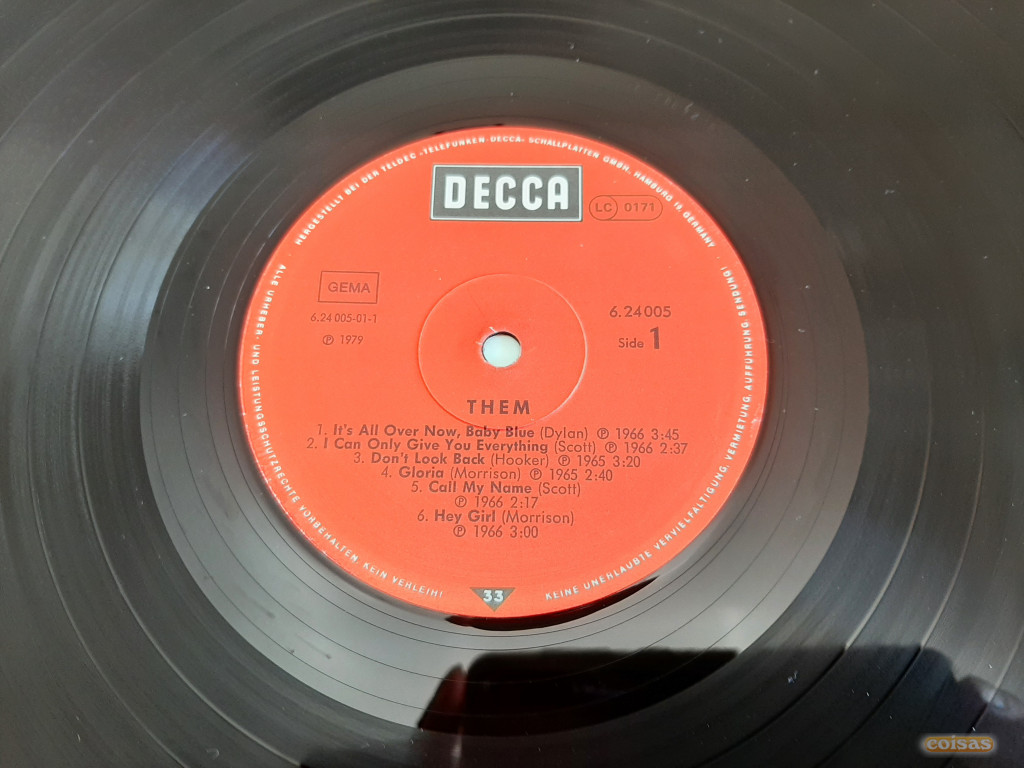 HERGESTELLT BEI DER TELDEC »TELEFUNKEN-DECCA« SCHALLPLATTEN GMBH, HAMBURG 19, GERMANY
DECCA
LC 0171
GEMA
6.24 005-01-1
℗ 1979
6.24005
Side 1
THEM
1. It's All Over Now, Baby Blue (Dylan) ℗ 1966 3:45
2. I Can Only Give You Everything (Scott) ℗ 1966 2:37
3. Don't Look Back (Hooker) ℗ 1965 3:20
4. Gloria (Morrison) ℗ 1965 2:40
5. Call My Name (Scott)
℗ 1966 2:17
6. Hey Girl (Morrison)
℗ 1966 3:00
33
ALLE URHEBER- UND LEISTUNGSSCHUTZRECHTE VORBEHALTEN. KEIN VERLEIH!
KEINE UNERLAUBTE VERVIELFÄLTIGUNG, VERMIETUNG, AUFFÜHRUNG, SENDUNG!
coisas